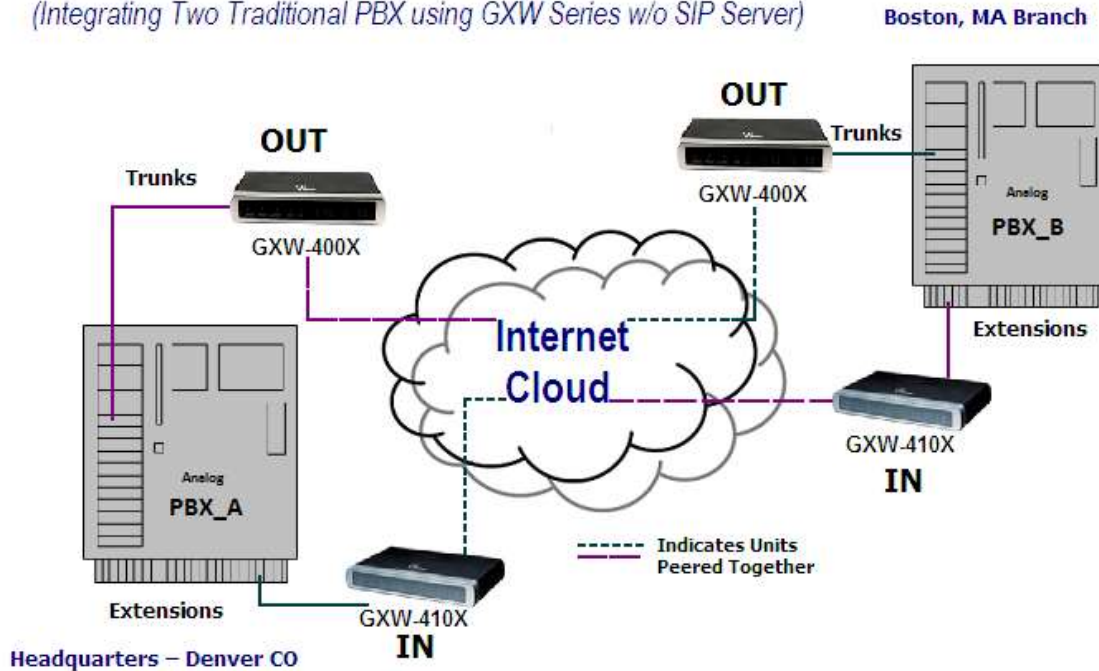 (Integrating Two Traditional PBX using GXW Series w/o SIP Server)
Boston, MA Branch
OUT
Trunks
GXW-400X
OUT
Trunks
GXW-400X
Analog
PBX_B
Extensions
Internet
Cloud
GXW-410X
IN
Analog
PBX_A
Extensions
GXW-410X
IN
Indicates Units
Peered Together
Headquarters – Denver CO